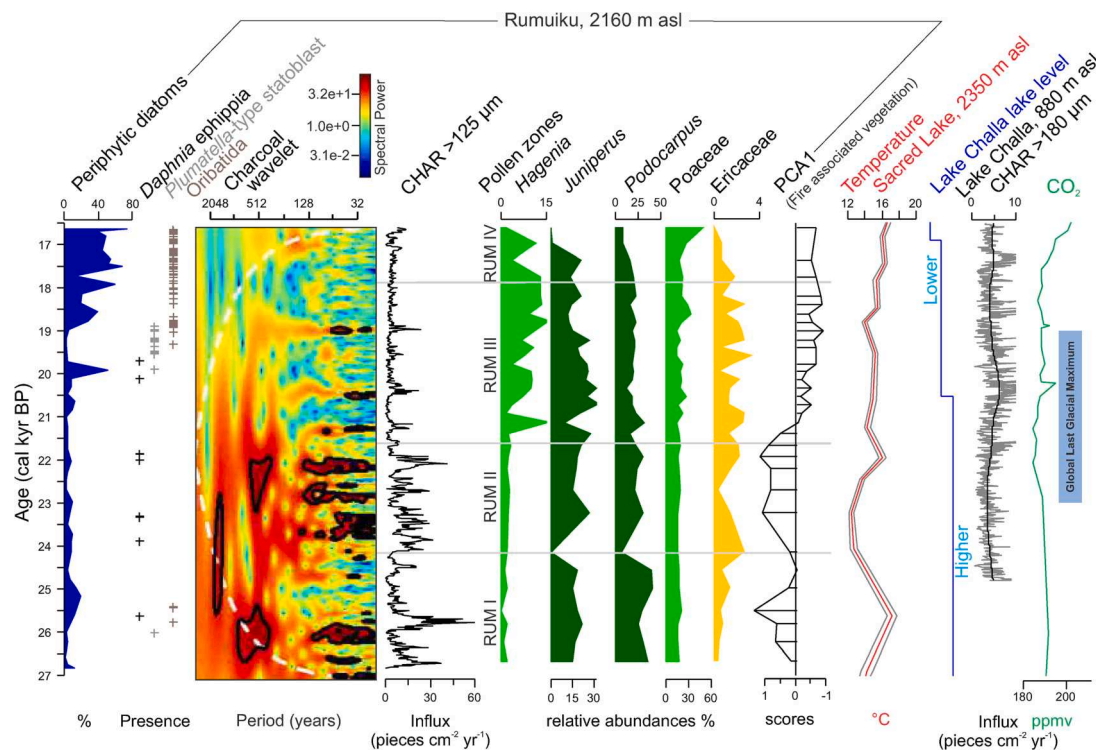 Rumuiku, 2160 m asl
Periphytic diatoms
Daphnia ephippia
Plumatella-type statoblast
Oribatida
Charcoal
wavelet
3.2e+1
1.0e+0
3.1e-2
Spectral Power
CHAR >125 µm
Pollen zones
Hagenia
Juniperus
Podocarpus
Poaceae
Ericaceae
PCA1
(Fire associated vegetation)
Temperature
Sacred Lake, 2350 m asl
Lake Challa lake level
Lake Challa, 880 m asl
CHAR >180 µm
CO2
0 40 80
2048 512 128 32
0 15
0 25 50
0 4
12 16 20
0 5 10
Age (cal kyr BP)
17
18
19
20
21
22
23
24
25
26
27
RUM IV
RUM III
RUM II
RUM I
Lower
Higher
Global Last Glacial Maximum
0 30 60
0 15 30
0 20 40 60
1 0 -1
180 200
%
Presence
Period (years)
Influx
(pieces cm⁻² yr⁻¹)
relative abundances %
scores
°C
Influx
(pieces cm⁻² yr⁻¹)
ppmv